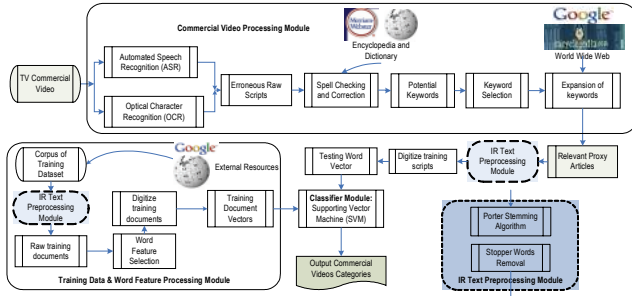 Commercial Video Processing Module
Merriam
Webster
Google
Encyclopedia and
Dictionary
World Wide Web
TV Commercial
Video
Automated Speech
Recognition (ASR)
Optical Character
Recognition (OCR)
Erroneous Raw
Scripts
Spell Checking
and Correction
Potential
Keywords
Keyword
Selection
Expansion of
keywords
Corpus of
Training
Dataset
Google
External Resources
IR Text
Preprocessing
Module
Raw training
documents
Digitize
training
documents
Word
Feature
Selection
Training
Document
Vectors
Training Data & Word Feature Processing Module
Testing Word
Vector
Digitize training
scripts
IR Text
Preprocessing
Module
Relevant Proxy
Articles
Classifier Module:
Supporting Vector
Machine (SVM)
Output Commercial
Videos Categories
Porter Stemming
Algorithm
Stopper Words
Removal
IR Text Preprocessing Module